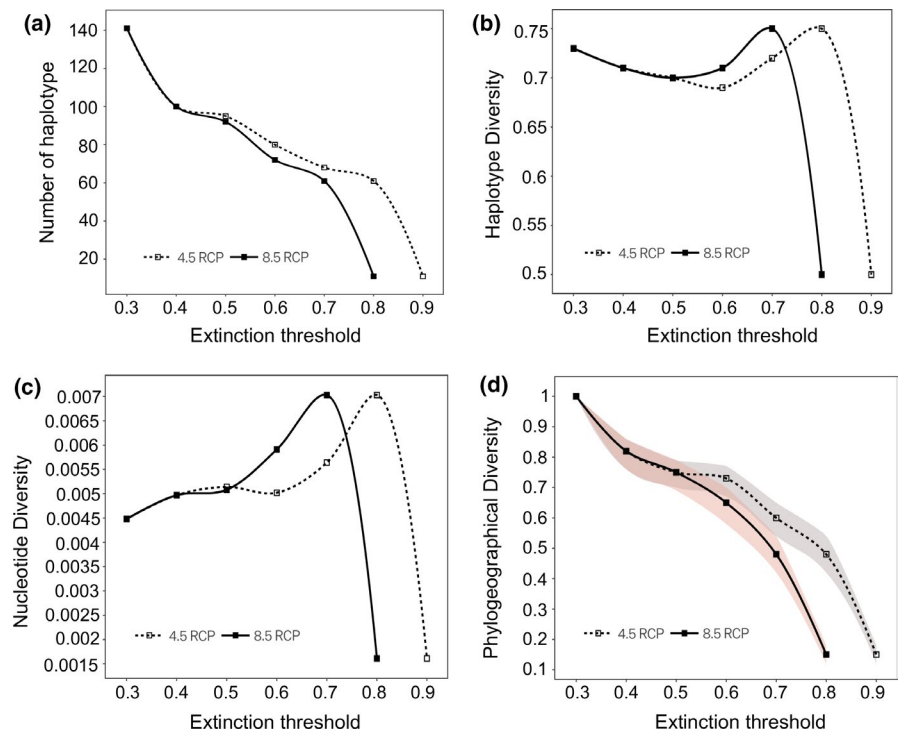 (a)
Number of haplotype
140
120
100
80
60
40
20
4.5 RCP 8.5 RCP
0.3 0.4 0.5 0.6 0.7 0.8 0.9
Extinction threshold
(b)
Haplotype Diversity
0.75
0.7
0.65
0.6
0.55
0.5
4.5 RCP 8.5 RCP
0.3 0.4 0.5 0.6 0.7 0.8 0.9
Extinction threshold
(c)
Nucleotide Diversity
0.007
0.0065
0.006
0.0055
0.005
0.0045
0.004
0.0035
0.003
0.0025
0.002
0.0015
4.5 RCP 8.5 RCP
0.3 0.4 0.5 0.6 0.7 0.8 0.9
Extinction threshold
(d)
Phylogeographical Diversity
1
0.9
0.8
0.7
0.6
0.5
0.4
0.3
0.2
0.1
4.5 RCP 8.5 RCP
0.3 0.4 0.5 0.6 0.7 0.8 0.9
Extinction threshold